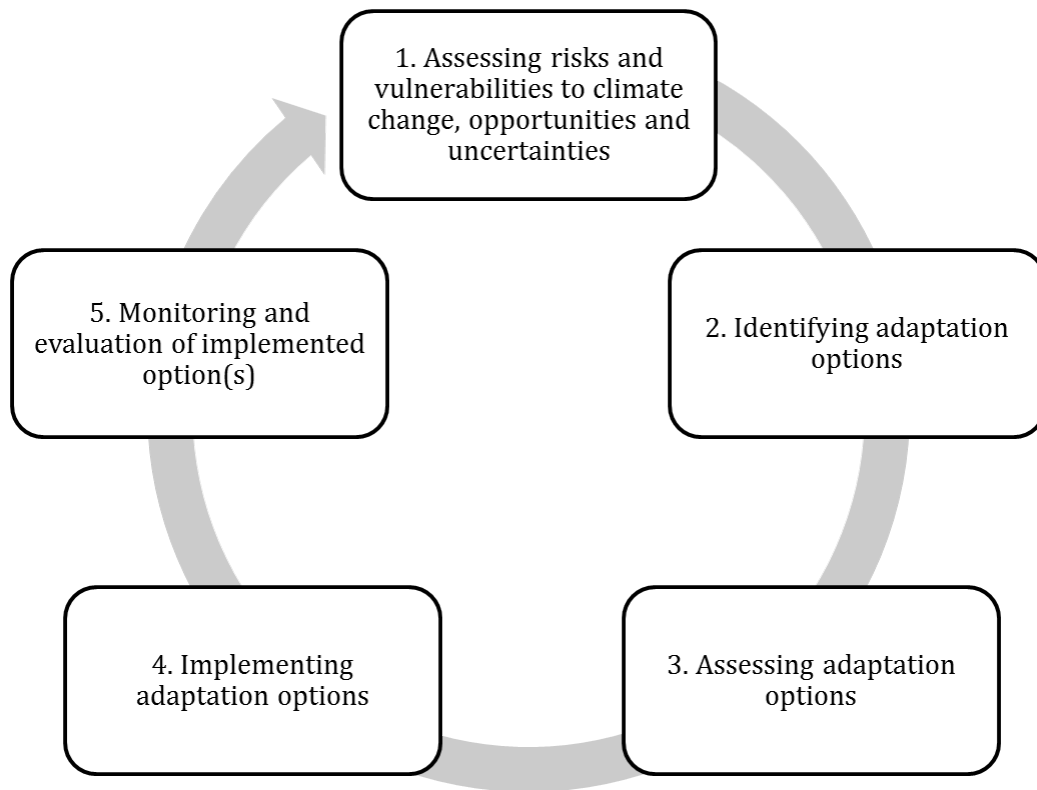 1. Assessing risks and
vulnerabilities to climate
change, opportunities and
uncertainties
2. Identifying adaptation
options
3. Assessing adaptation
options
4. Implementing
adaptation options
5. Monitoring and
evaluation of implemented
option(s)